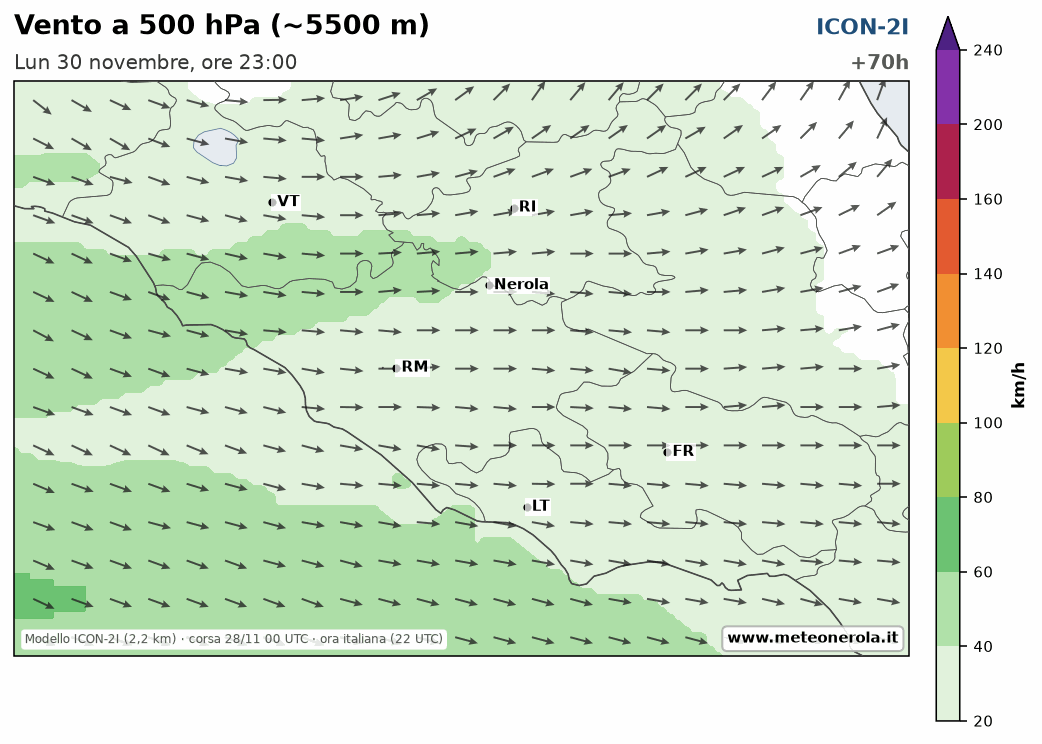 Vento a 500 hPa (~5500 m)
ICON-2I
Lun 30 novembre, ore 23:00
+70h
240
200
160
140
120
100
80
60
40
20
km/h
VT
RI
Nerola
RM
FR
LT
Modello ICON-2I (2,2 km) · corsa 28/11 00 UTC · ora italiana (22 UTC)
www.meteonerola.it